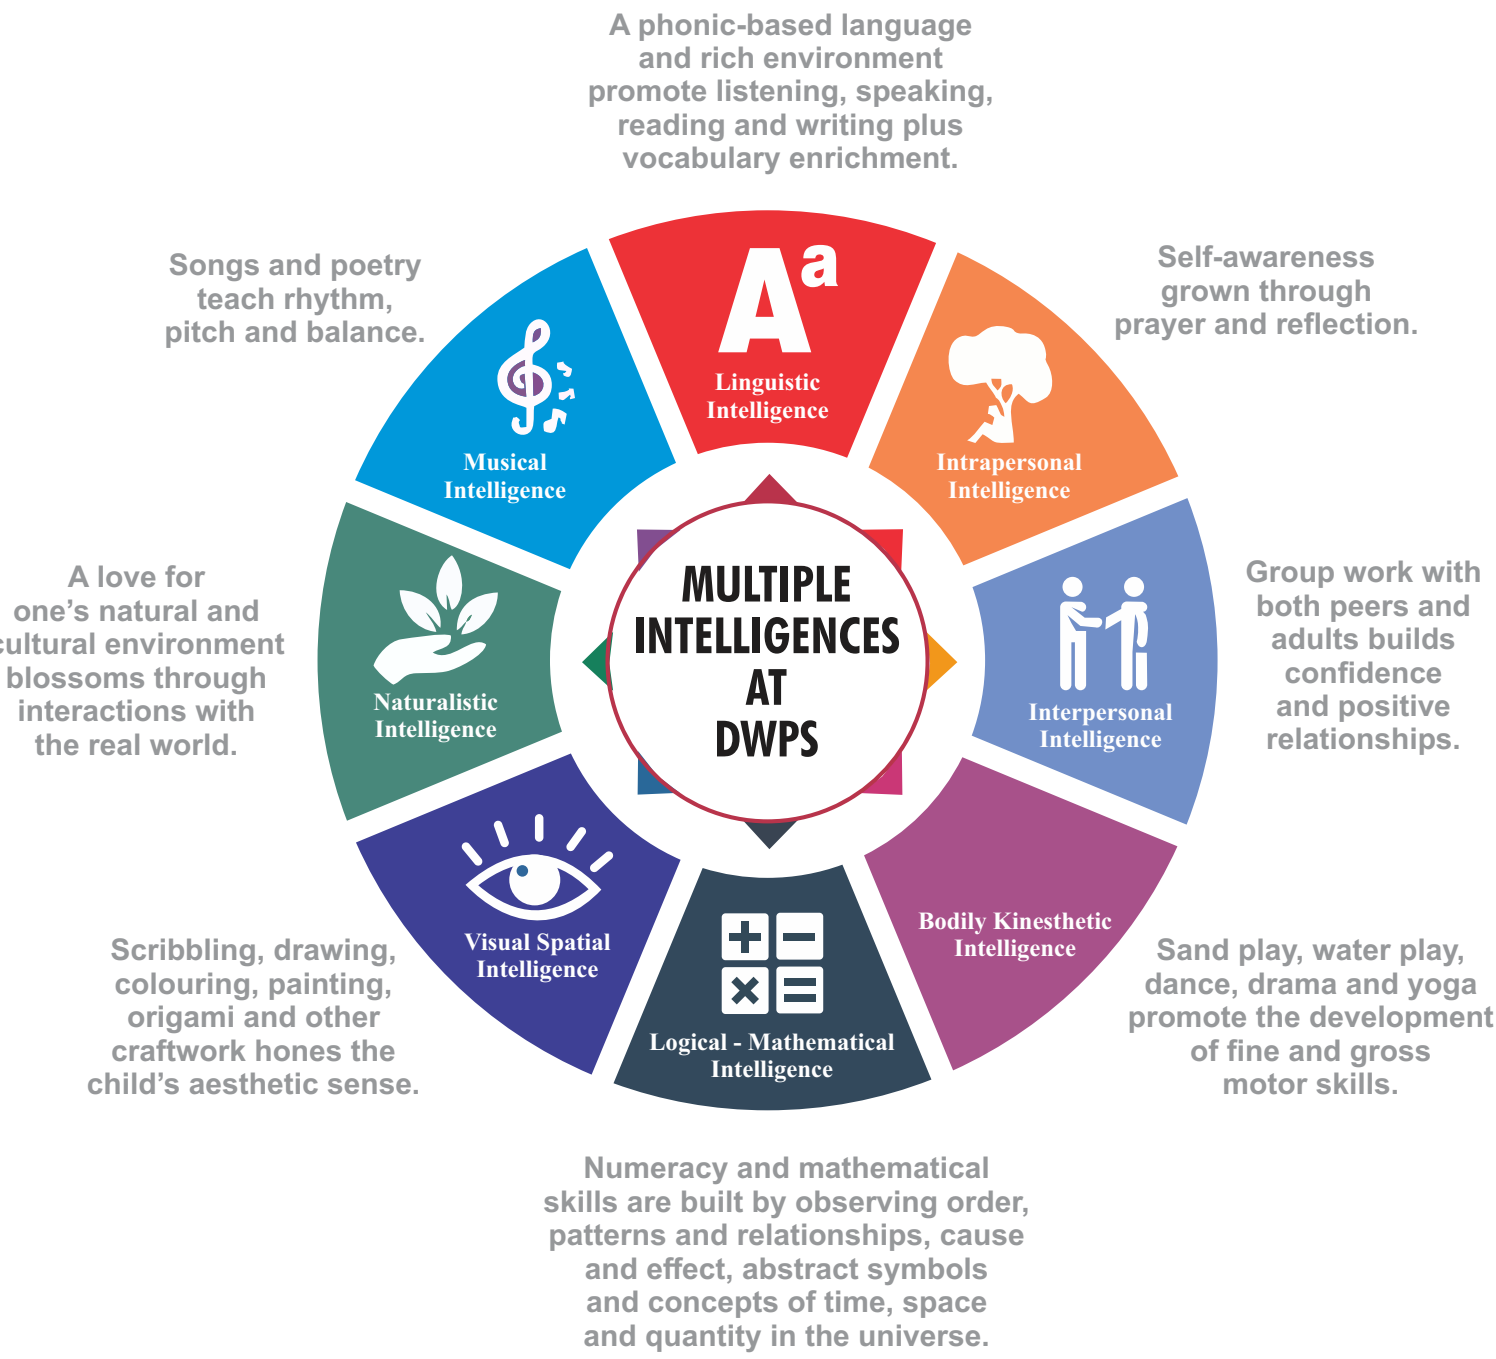 A phonic-based language
and rich environment
promote listening, speaking,
reading and writing plus
vocabulary enrichment.
Aa
Linguistic
Intelligence
Self-awareness
grown through
prayer and reflection.
Intrapersonal
Intelligence
Group work with
both peers and
adults builds
confidence
and positive
relationships.
Interpersonal
Intelligence
Sand play, water play,
dance, drama and yoga
promote the development
of fine and gross
motor skills.
Bodily Kinesthetic
Intelligence
Numeracy and mathematical
skills are built by observing order,
patterns and relationships, cause
and effect, abstract symbols
and concepts of time, space
and quantity in the universe.
+ −
× =
Logical - Mathematical
Intelligence
Scribbling, drawing,
colouring, painting,
origami and other
craftwork hones the
child’s aesthetic sense.
Visual Spatial
Intelligence
A love for
one’s natural and
cultural environment
blossoms through
interactions with
the real world.
Naturalistic
Intelligence
Songs and poetry
teach rhythm,
pitch and balance.
Musical
Intelligence
MULTIPLE
INTELLIGENCES
AT
DWPS